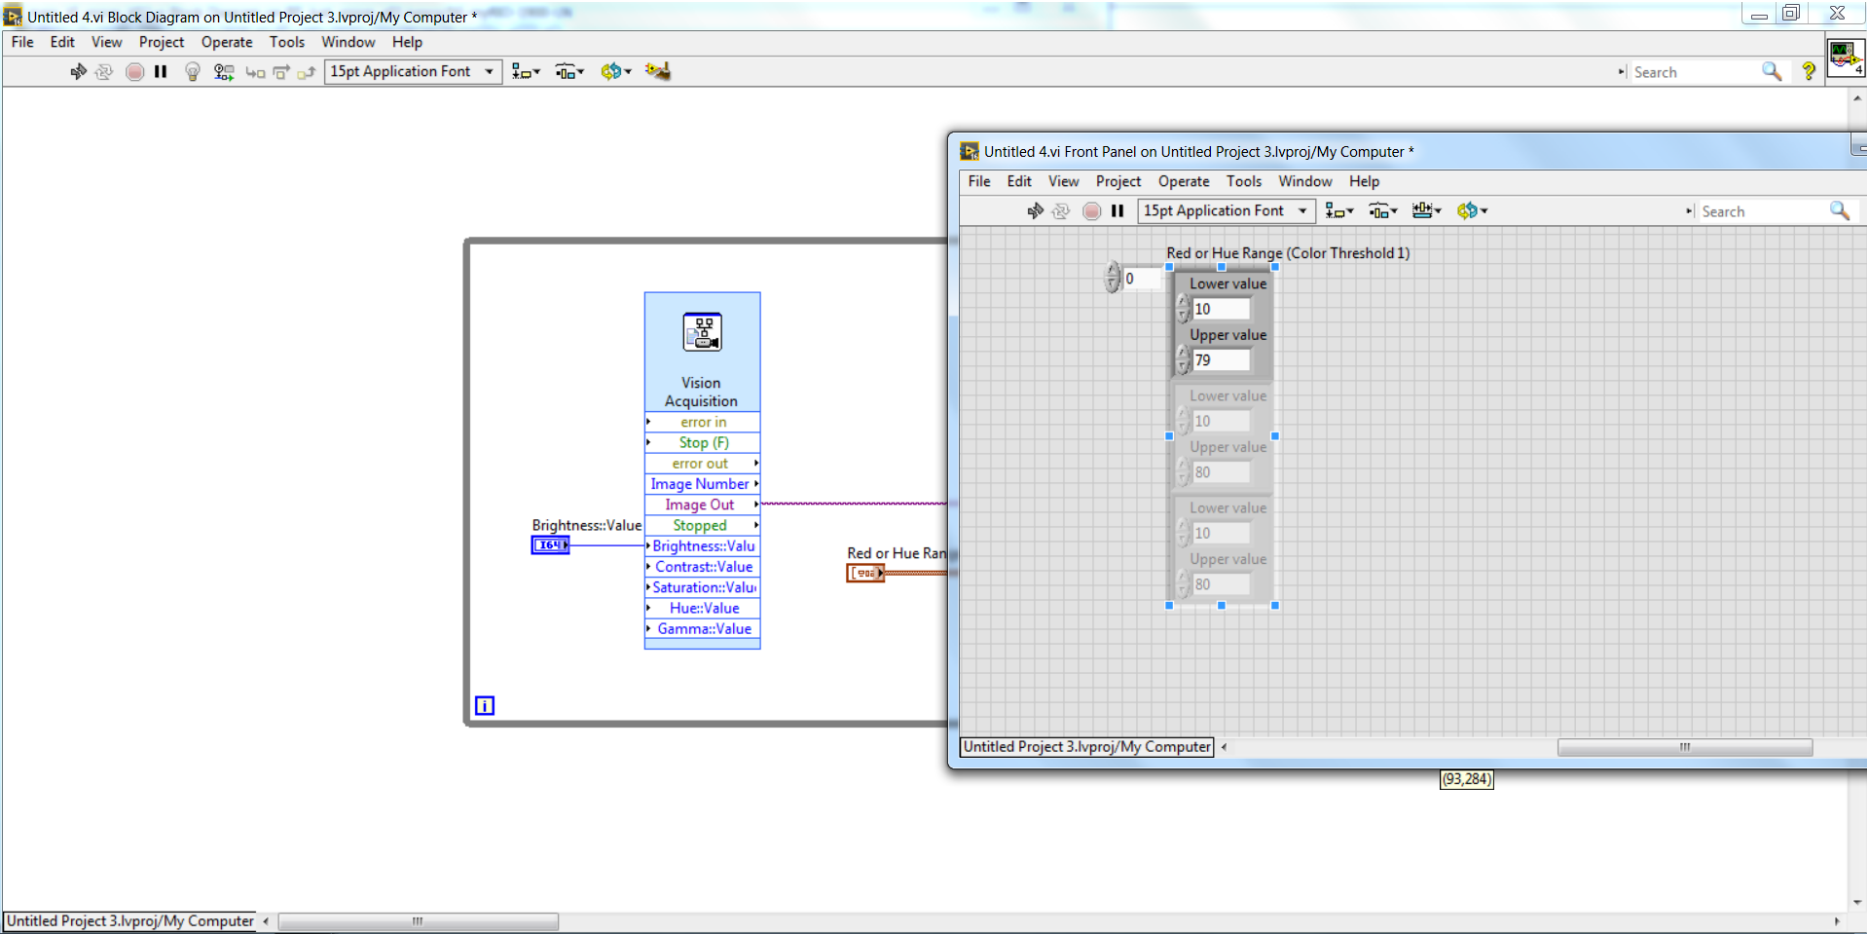 Untitled 4.vi Block Diagram on Untitled Project 3.lvproj/My Computer *
File Edit View Project Operate Tools Window Help
15pt Application Font
Search
4
Untitled 4.vi Front Panel on Untitled Project 3.lvproj/My Computer *
File Edit View Project Operate Tools Window Help
15pt Application Font
Search
Red or Hue Range (Color Threshold 1)
0
Lower value
10
Upper value
79
Lower value
10
Upper value
80
Lower value
10
Upper value
80
Untitled Project 3.lvproj/My Computer
(93,284)
Vision
Acquisition
error in
Stop (F)
error out
Image Number
Image Out
Stopped
Brightness::Valu
Contrast::Value
Saturation::Valu
Hue::Value
Gamma::Value
Brightness::Value
I64
Red or Hue Ran
i
Untitled Project 3.lvproj/My Computer